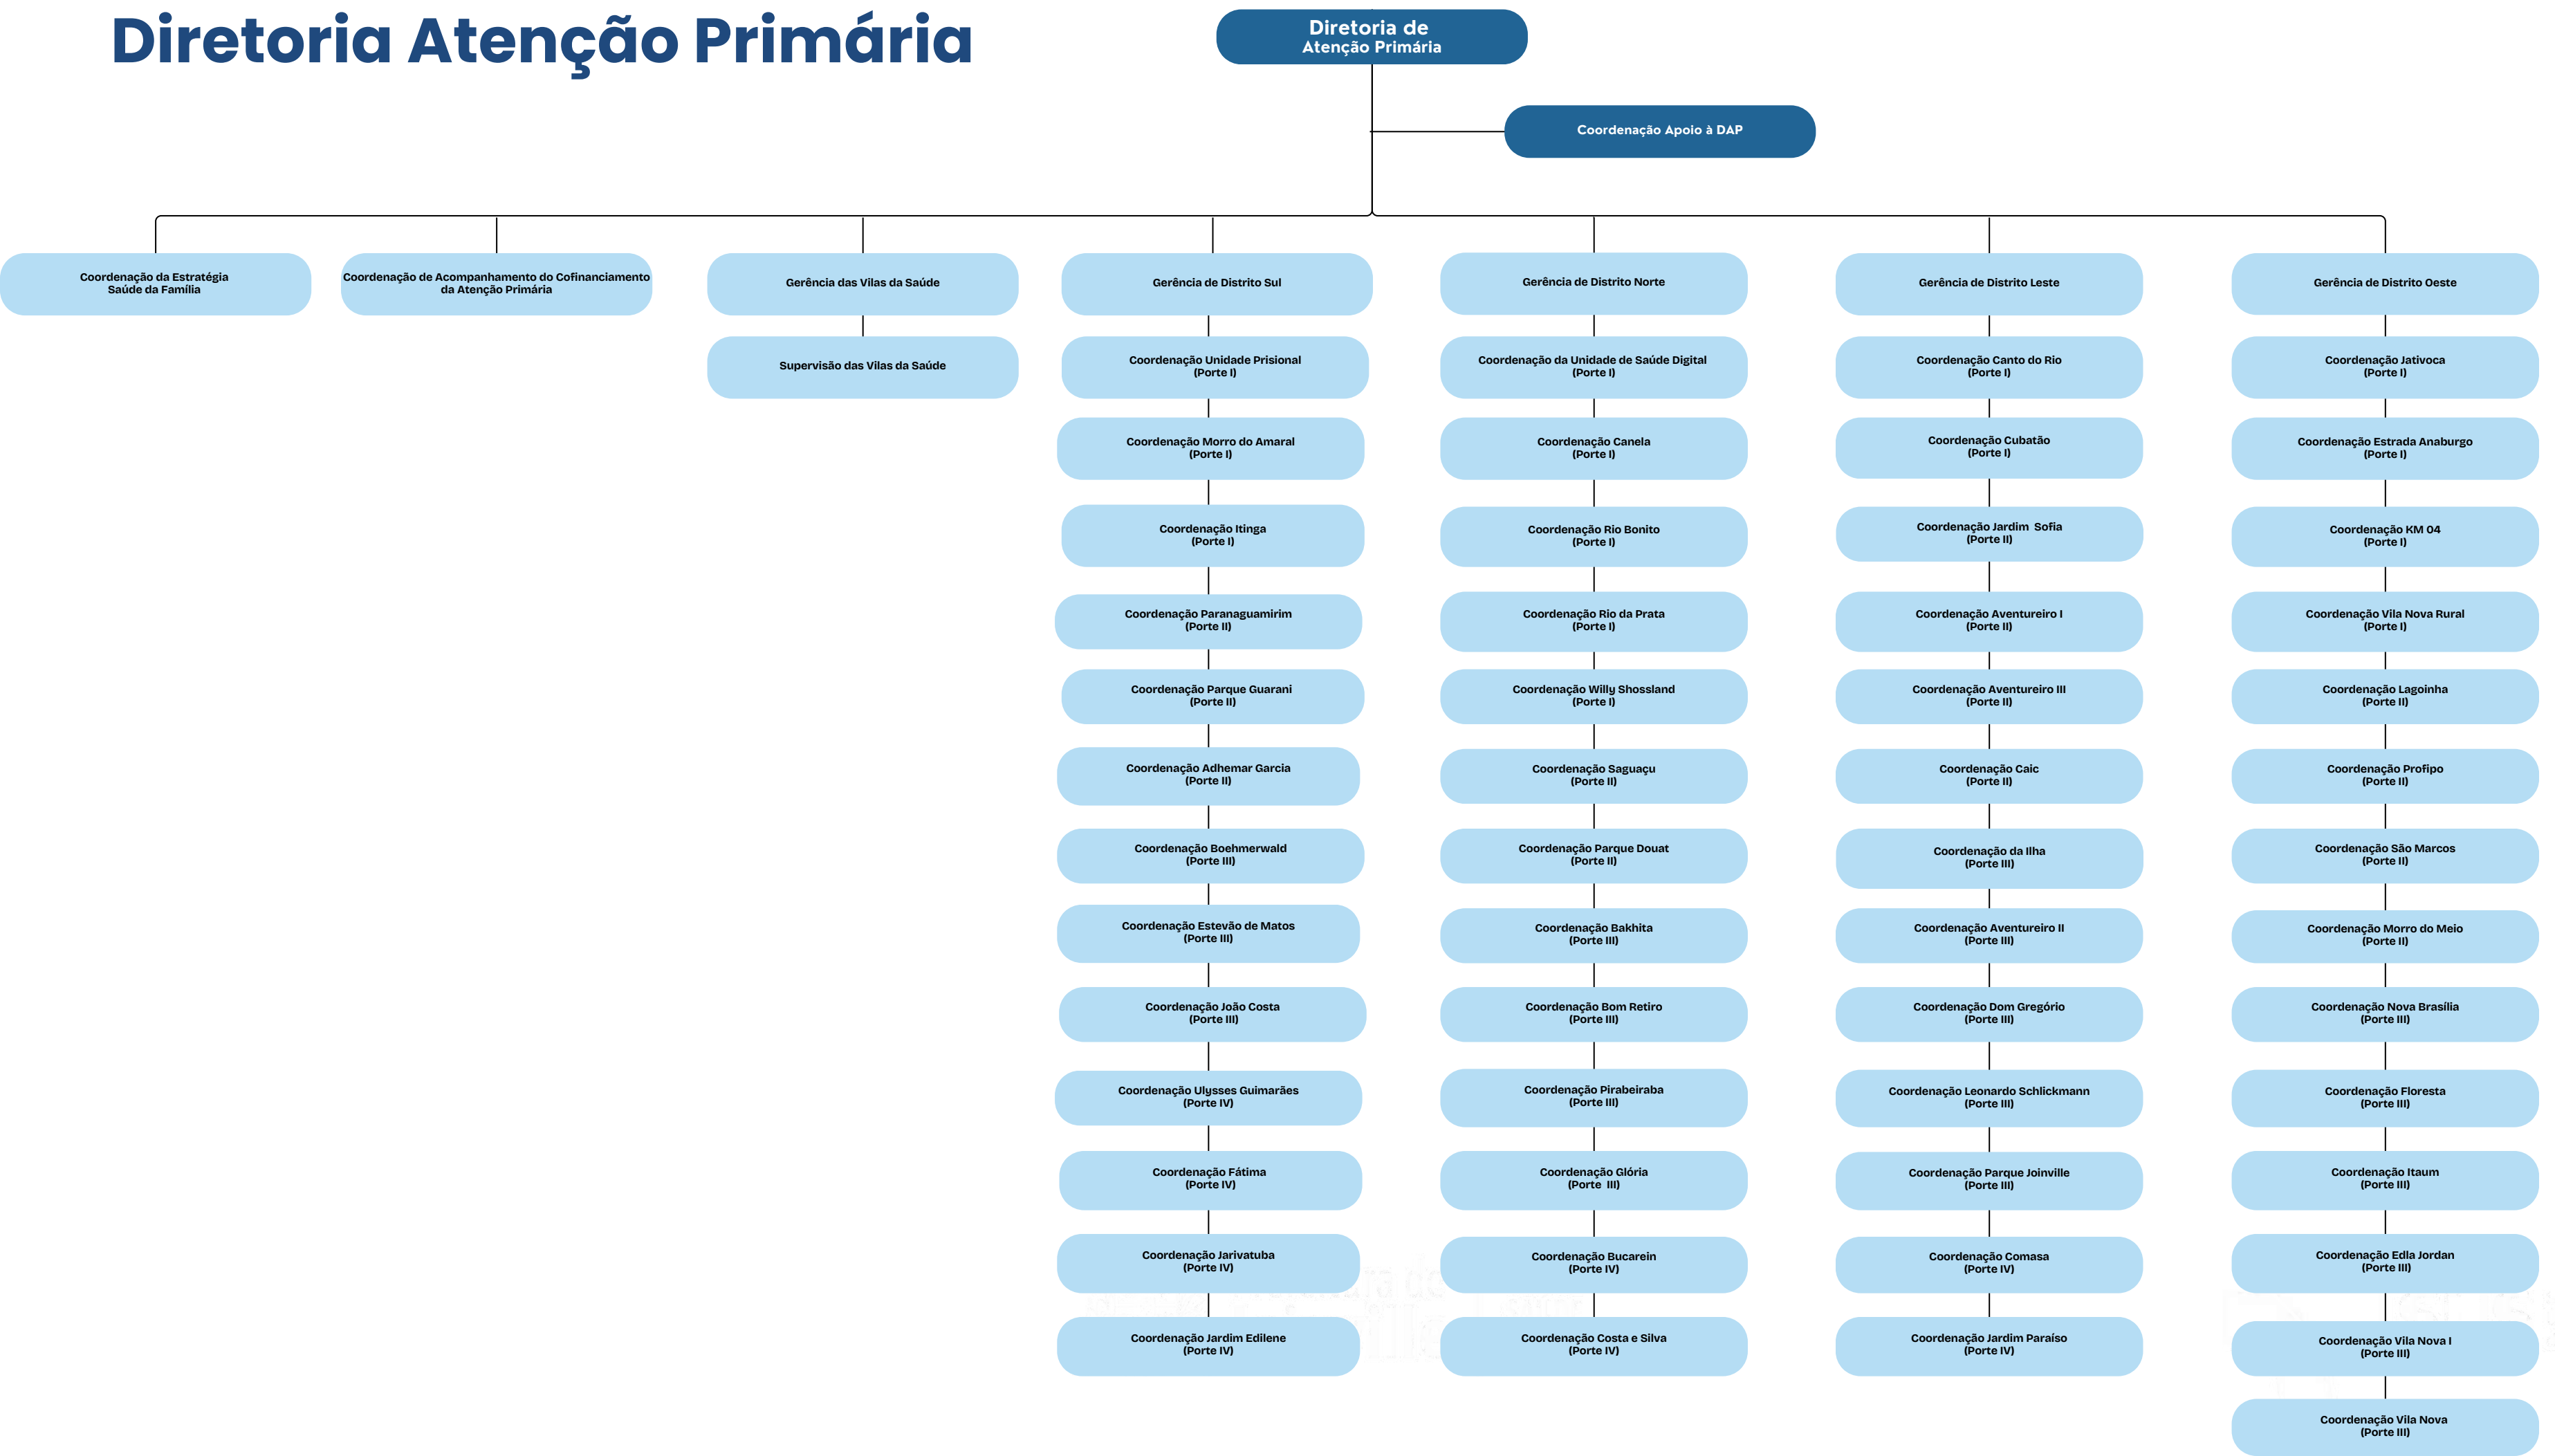 Diretoria Atenção Primária
Diretoria de
Atenção Primária
Coordenação Apoio à DAP
Coordenação da Estratégia
Saúde da Família
Coordenação de Acompanhamento do Cofinanciamento
da Atenção Primária
Gerência das Vilas da Saúde
Supervisão das Vilas da Saúde
Gerência de Distrito Sul
Coordenação Unidade Prisional
(Porte I)
Coordenação Morro do Amaral
(Porte I)
Coordenação Itinga
(Porte I)
Coordenação Paranaguamirim
(Porte II)
Coordenação Parque Guarani
(Porte II)
Coordenação Adhemar Garcia
(Porte II)
Coordenação Boehmerwald
(Porte III)
Coordenação Estevão de Matos
(Porte III)
Coordenação João Costa
(Porte III)
Coordenação Ulysses Guimarães
(Porte IV)
Coordenação Fátima
(Porte IV)
Coordenação Jarivatuba
(Porte IV)
Coordenação Jardim Edilene
(Porte IV)
Gerência de Distrito Norte
Coordenação da Unidade de Saúde Digital
(Porte I)
Coordenação Canela
(Porte I)
Coordenação Rio Bonito
(Porte I)
Coordenação Rio da Prata
(Porte I)
Coordenação Willy Shossland
(Porte I)
Coordenação Saguaçu
(Porte II)
Coordenação Parque Douat
(Porte II)
Coordenação Bakhita
(Porte III)
Coordenação Bom Retiro
(Porte III)
Coordenação Pirabeiraba
(Porte III)
Coordenação Glória
(Porte  III)
Coordenação Bucarein
(Porte IV)
Coordenação Costa e Silva
(Porte IV)
Gerência de Distrito Leste
Coordenação Canto do Rio
(Porte I)
Coordenação Cubatão
(Porte I)
Coordenação Jardim  Sofia
(Porte II)
Coordenação Aventureiro I
(Porte II)
Coordenação Aventureiro III
(Porte II)
Coordenação Caic
(Porte II)
Coordenação da Ilha
(Porte III)
Coordenação Aventureiro II
(Porte III)
Coordenação Dom Gregório
(Porte III)
Coordenação Leonardo Schlickmann
(Porte III)
Coordenação Parque Joinville
(Porte III)
Coordenação Comasa
(Porte IV)
Coordenação Jardim Paraíso
(Porte IV)
Gerência de Distrito Oeste
Coordenação Jativoca
(Porte I)
Coordenação Estrada Anaburgo
(Porte I)
Coordenação KM 04
(Porte I)
Coordenação Vila Nova Rural
(Porte I)
Coordenação Lagoinha
(Porte II)
Coordenação Profipo
(Porte II)
Coordenação São Marcos
(Porte II)
Coordenação Morro do Meio
(Porte II)
Coordenação Nova Brasília
(Porte III)
Coordenação Floresta
(Porte III)
Coordenação Itaum
(Porte III)
Coordenação Edla Jordan
(Porte III)
Coordenação Vila Nova I
(Porte III)
Coordenação Vila Nova
(Porte III)